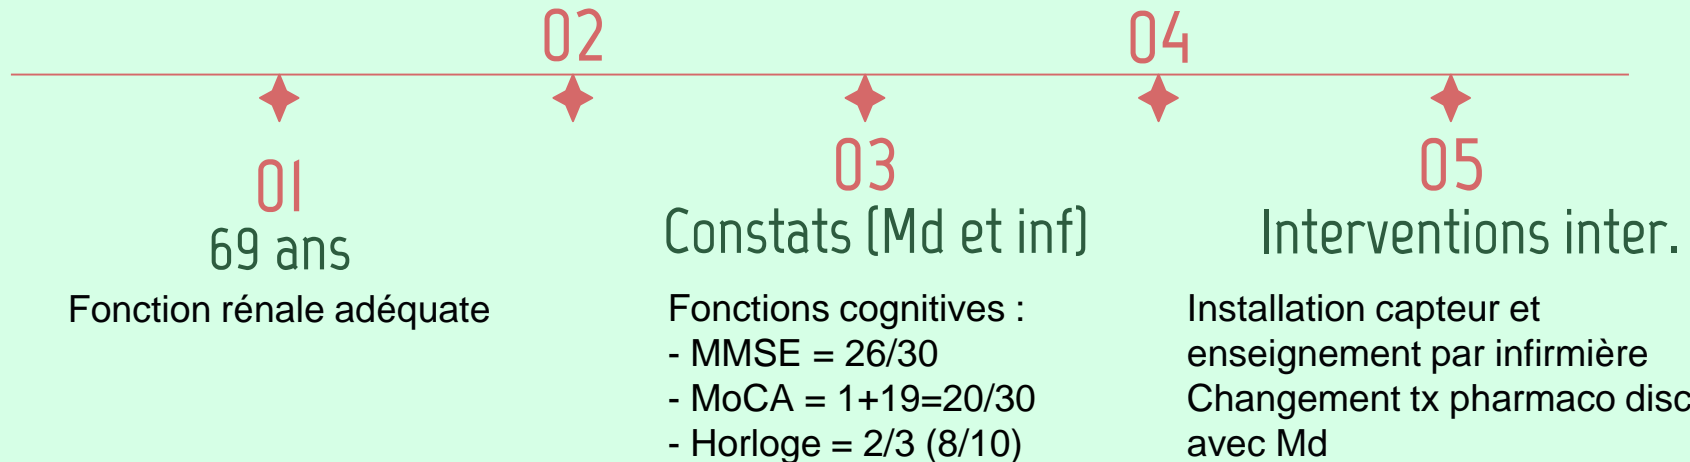 02
04
01
69 ans
Fonction rénale adéquate
03
Constats (Md et inf)
Fonctions cognitives :
- MMSE = 26/30
- MoCA = 1+19=20/30
- Horloge = 2/3 (8/10)
05
Interventions inter.
Installation capteur et
enseignement par infirmière
Changement tx pharmaco disc
avec Md